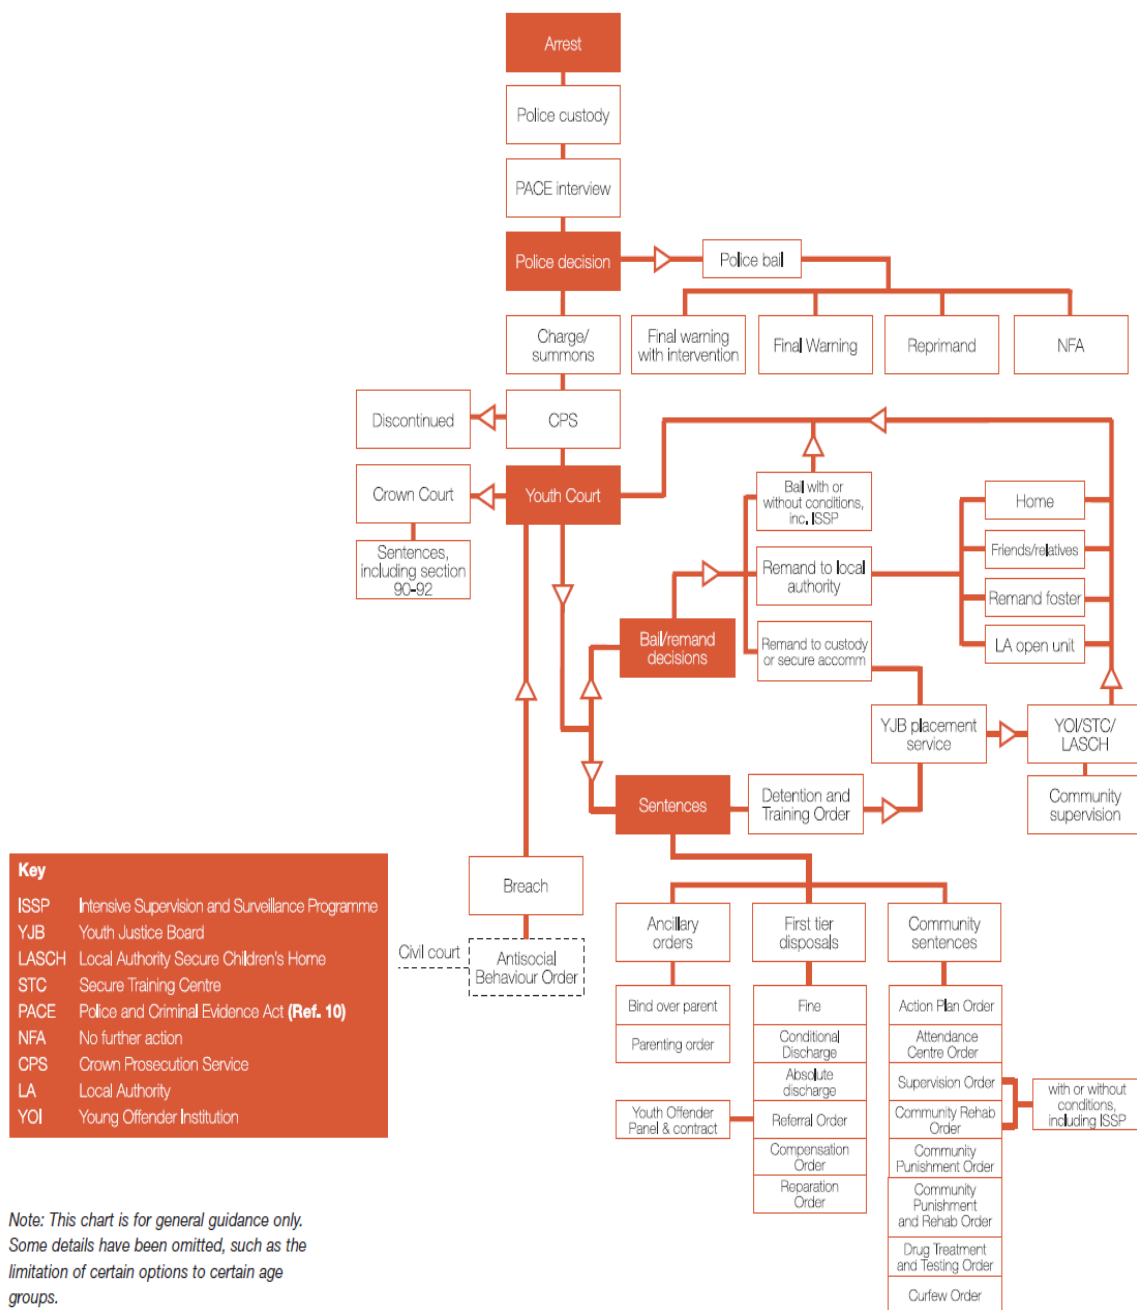 Arrest
Police custody
PACE interview
Police decision
Police bail
Final warning
with intervention
Final Warning
Reprimand
NFA
Charge/
summons
Discontinued
CPS
Crown Court
Youth Court
Sentences,
including section
90-92
Bail with or
without conditions,
inc. ISSP
Remand to local
authority
Remand to custody
or secure accomm
Home
Friends/relatives
Remand foster
LA open unit
Bail/remand
decisions
YJB placement
service
YOI/STC/
LASCH
Community
supervision
Sentences
Detention and
Training Order
Breach
Civil court
Antisocial
Behaviour Order
Ancillary
orders
First tier
disposals
Community
sentences
Bind over parent
Parenting order
Fine
Conditional
Discharge
Absolute
discharge
Youth Offender
Panel & contract
Referral Order
Compensation
Order
Reparation
Order
Action Plan Order
Attendance
Centre Order
Supervision Order
Community Rehab
Order
with or without
conditions,
including ISSP
Community
Punishment Order
Community
Punishment
and Rehab Order
Drug Treatment
and Testing Order
Curfew Order
Key
ISSP Intensive Supervision and Surveillance Programme
YJB Youth Justice Board
LASCH Local Authority Secure Children's Home
STC Secure Training Centre
PACE Police and Criminal Evidence Act (Ref. 10)
NFA No further action
CPS Crown Prosecution Service
LA Local Authority
YOI Young Offender Institution
Note: This chart is for general guidance only.
Some details have been omitted, such as the
limitation of certain options to certain age
groups.